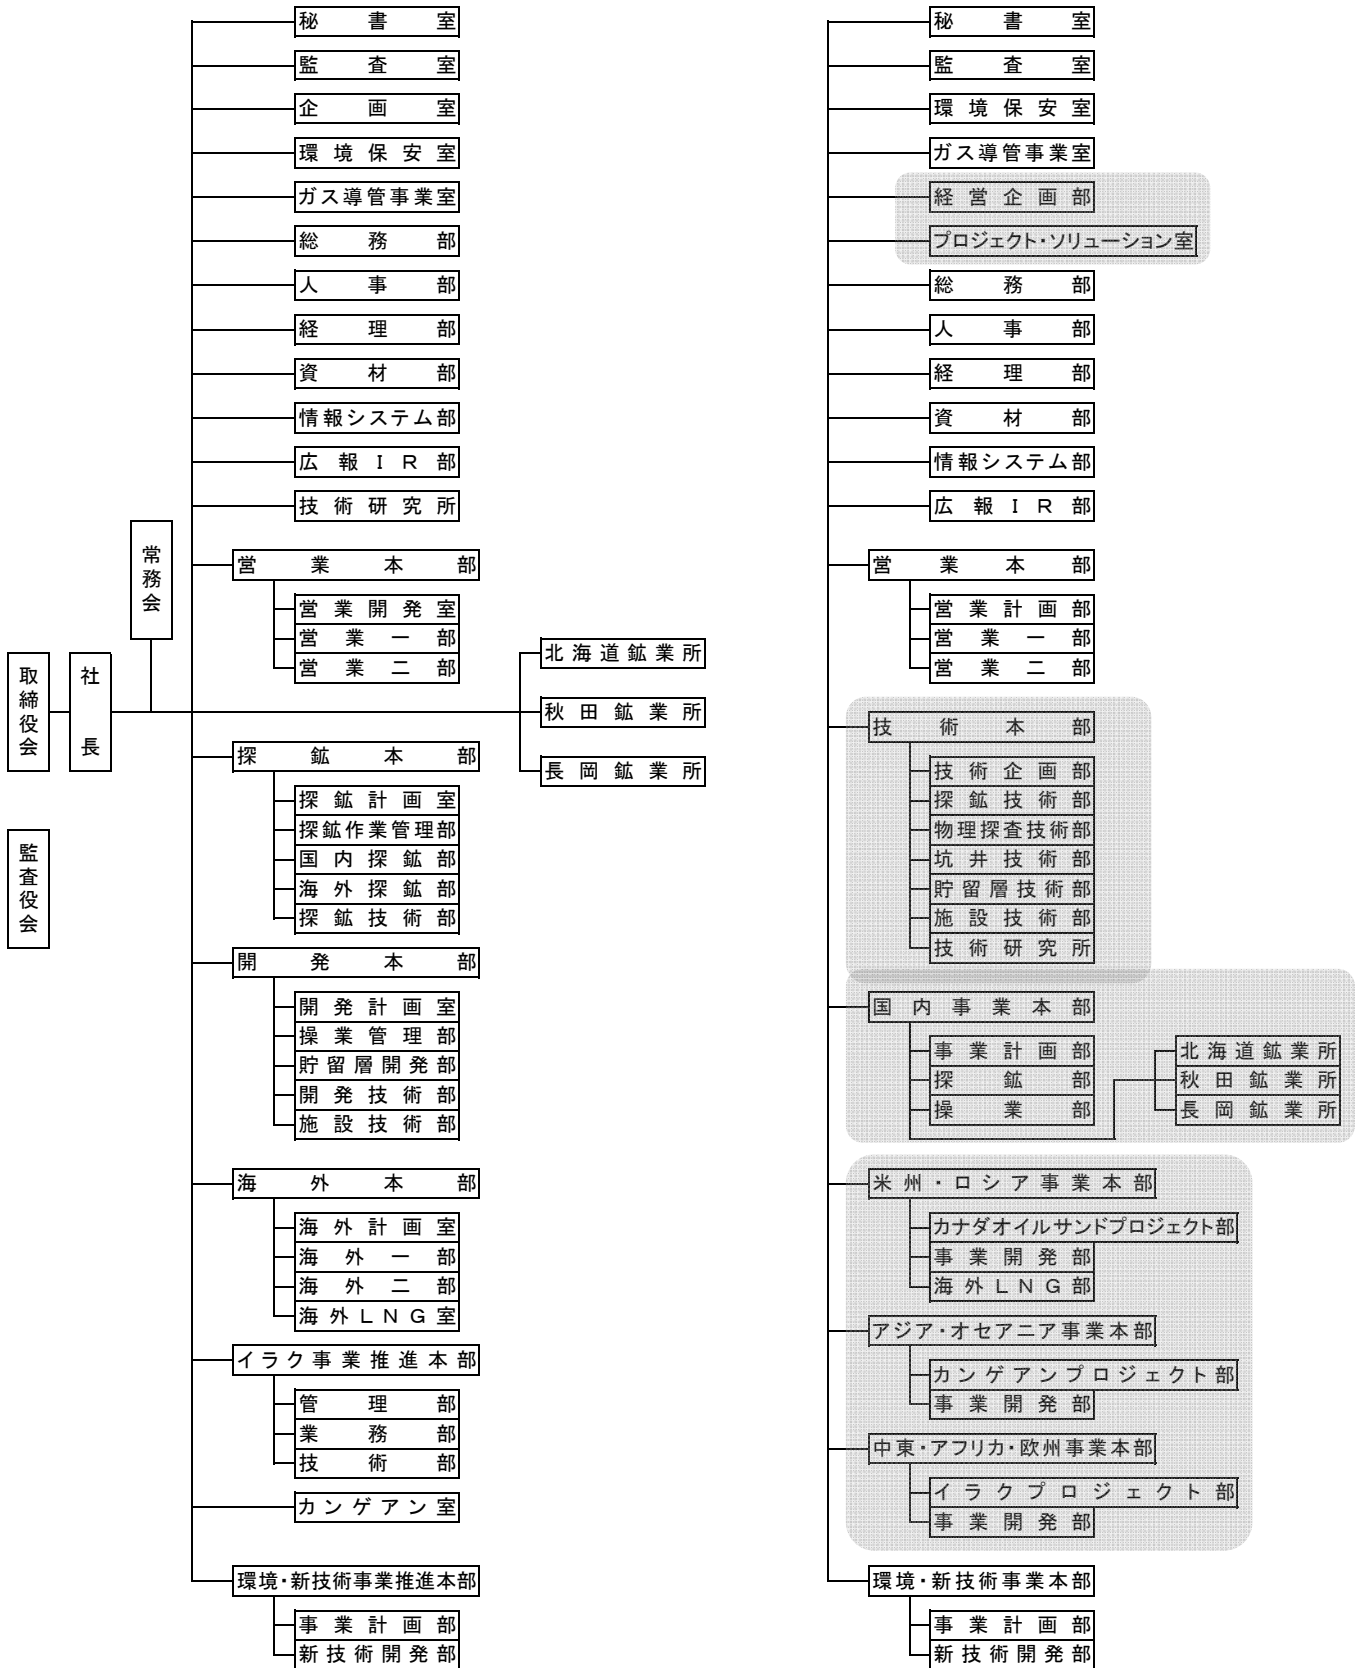 取締役会
監査役会
社長
常務会
秘書室
監査室
企画室
環境保安室
ガス導管事業室
総務部
人事部
経理部
資材部
情報システム部
広報IR部
技術研究所
営業本部
営業開発室
営業一部
営業二部
北海道鉱業所
秋田鉱業所
長岡鉱業所
探鉱本部
探鉱計画室
探鉱作業管理部
国内探鉱部
海外探鉱部
探鉱技術部
開発本部
開発計画室
操業管理部
貯留層開発部
開発技術部
施設技術部
海外本部
海外計画室
海外一部
海外二部
海外LNG室
イラク事業推進本部
管理部
業務部
技術部
カンゲアン室
環境・新技術事業推進本部
事業計画部
新技術開発部
秘書室
監査室
環境保安室
ガス導管事業室
経営企画部
プロジェクト・ソリューション室
総務部
人事部
経理部
資材部
情報システム部
広報IR部
営業本部
営業計画部
営業一部
営業二部
技術本部
技術企画部
探鉱技術部
物理探査技術部
坑井技術部
貯留層技術部
施設技術部
技術研究所
国内事業本部
事業計画部
探鉱部
操業部
北海道鉱業所
秋田鉱業所
長岡鉱業所
米州・ロシア事業本部
カナダオイルサンドプロジェクト部
事業開発部
海外LNG部
アジア・オセアニア事業本部
カンゲアンプロジェクト部
事業開発部
中東・アフリカ・欧州事業本部
イラクプロジェクト部
事業開発部
環境・新技術事業本部
事業計画部
新技術開発部